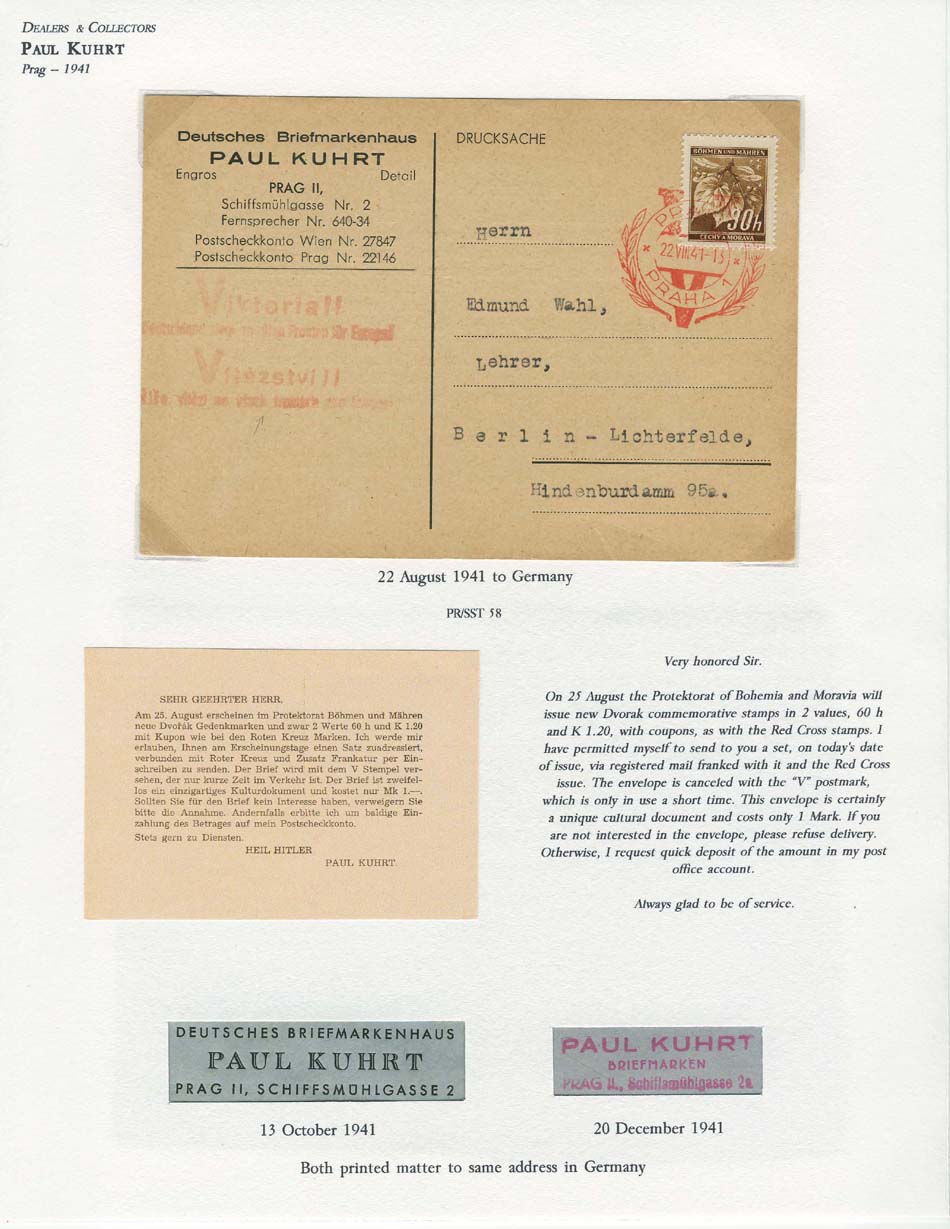 DEALERS & COLLECTORS
PAUL KUHRT
Prag – 1941
Deutsches Briefmarkenhaus
PAUL KUHRT
Engros Detail
PRAG II,
Schiffsmühlgasse Nr. 2
Fernsprecher Nr. 640-34
Postscheckkonto Wien Nr. 27847
Postscheckkonto Prag Nr. 22146
Viktoria!!
für Europa!!
Vítězství!!
DRUCKSACHE
BÖHMEN UND MÄHREN
30h
ČECHY A MORAVA
22VIII41-13
PRAHA 1
Herrn
Edmund Wahl,
Lehrer,
Berlin - Lichterfelde,
Hindenburdamm 95a.
22 August 1941 to Germany
PR/SST 58
SEHR GEEHRTER HERR,
Am 25. August erscheinen im Protektorat Böhmen und Mähren
neue Dvořák Gedenkmarken und zwar 2 Werte 60 h und K 1.20
mit Kupon wie bei den Roten Kreuz Marken. Ich werde mir
erlauben, Ihnen am Erscheinungstage einen Satz zuadressiert,
verbunden mit Roter Kreuz und Zusatz Frankatur per Ein-
schreiben zu senden. Der Brief wird mit dem V Stempel ver-
sehen, der nur kurze Zeit im Verkehr ist. Der Brief ist zweifel-
los ein einzigartiges Kulturdokument und kostet nur Mk 1.—.
Sollten Sie für den Brief kein Interesse haben, verweigern Sie
bitte die Annahme. Andernfalls erbitte ich um baldige Ein-
zahlung des Betrages auf mein Postscheckkonto.
Stets gern zu Diensten.
HEIL HITLER
PAUL KUHRT.
Very honored Sir.
On 25 August the Protektorat of Bohemia and Moravia will
issue new Dvorak commemorative stamps in 2 values, 60 h
and K 1.20, with coupons, as with the Red Cross stamps. I
have permitted myself to send to you a set, on today's date
of issue, via registered mail franked with it and the Red Cross
issue. The envelope is canceled with the "V" postmark,
which is only in use a short time. This envelope is certainly
a unique cultural document and costs only 1 Mark. If you
are not interested in the envelope, please refuse delivery.
Otherwise, I request quick deposit of the amount in my post
office account.
Always glad to be of service.
DEUTSCHES BRIEFMARKENHAUS
PAUL KUHRT
PRAG II, SCHIFFSMÜHLGASSE 2
PAUL KUHRT
BRIEFMARKEN
PRAG II., Schiffsmühlgasse 2a
13 October 1941
20 December 1941
Both printed matter to same address in Germany